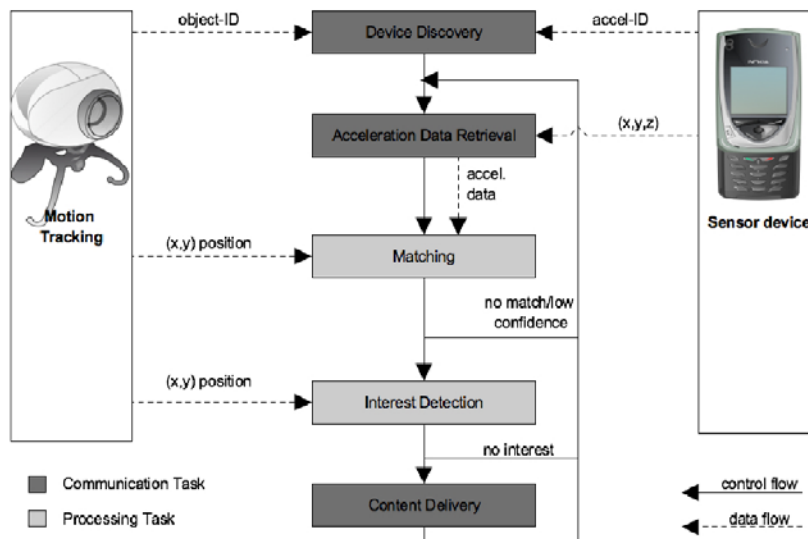 object-ID
Device Discovery
accel-ID
Acceleration Data Retrieval
(x,y,z)
accel.
data
Motion
Tracking
Sensor device
(x,y) position
Matching
no match/low
confidence
(x,y) position
Interest Detection
no interest
Communication Task
Content Delivery
control flow
Processing Task
data flow
NOKIA